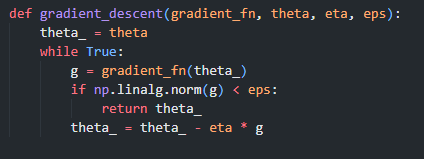 def gradient_descent(gradient_fn, theta, eta, eps):
    theta_ = theta
    while True:
        g = gradient_fn(theta_)
        if np.linalg.norm(g) < eps:
            return theta_
        theta_ = theta_ - eta * g